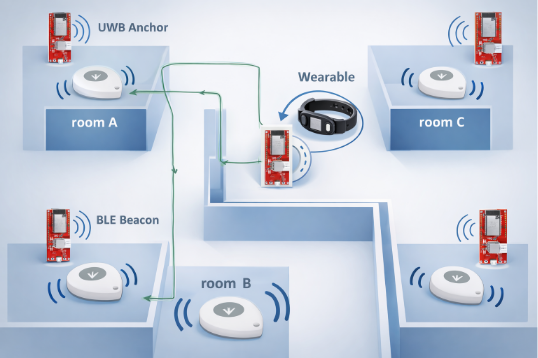 UWB Anchor
Wearable
room A
room C
BLE Beacon
room B